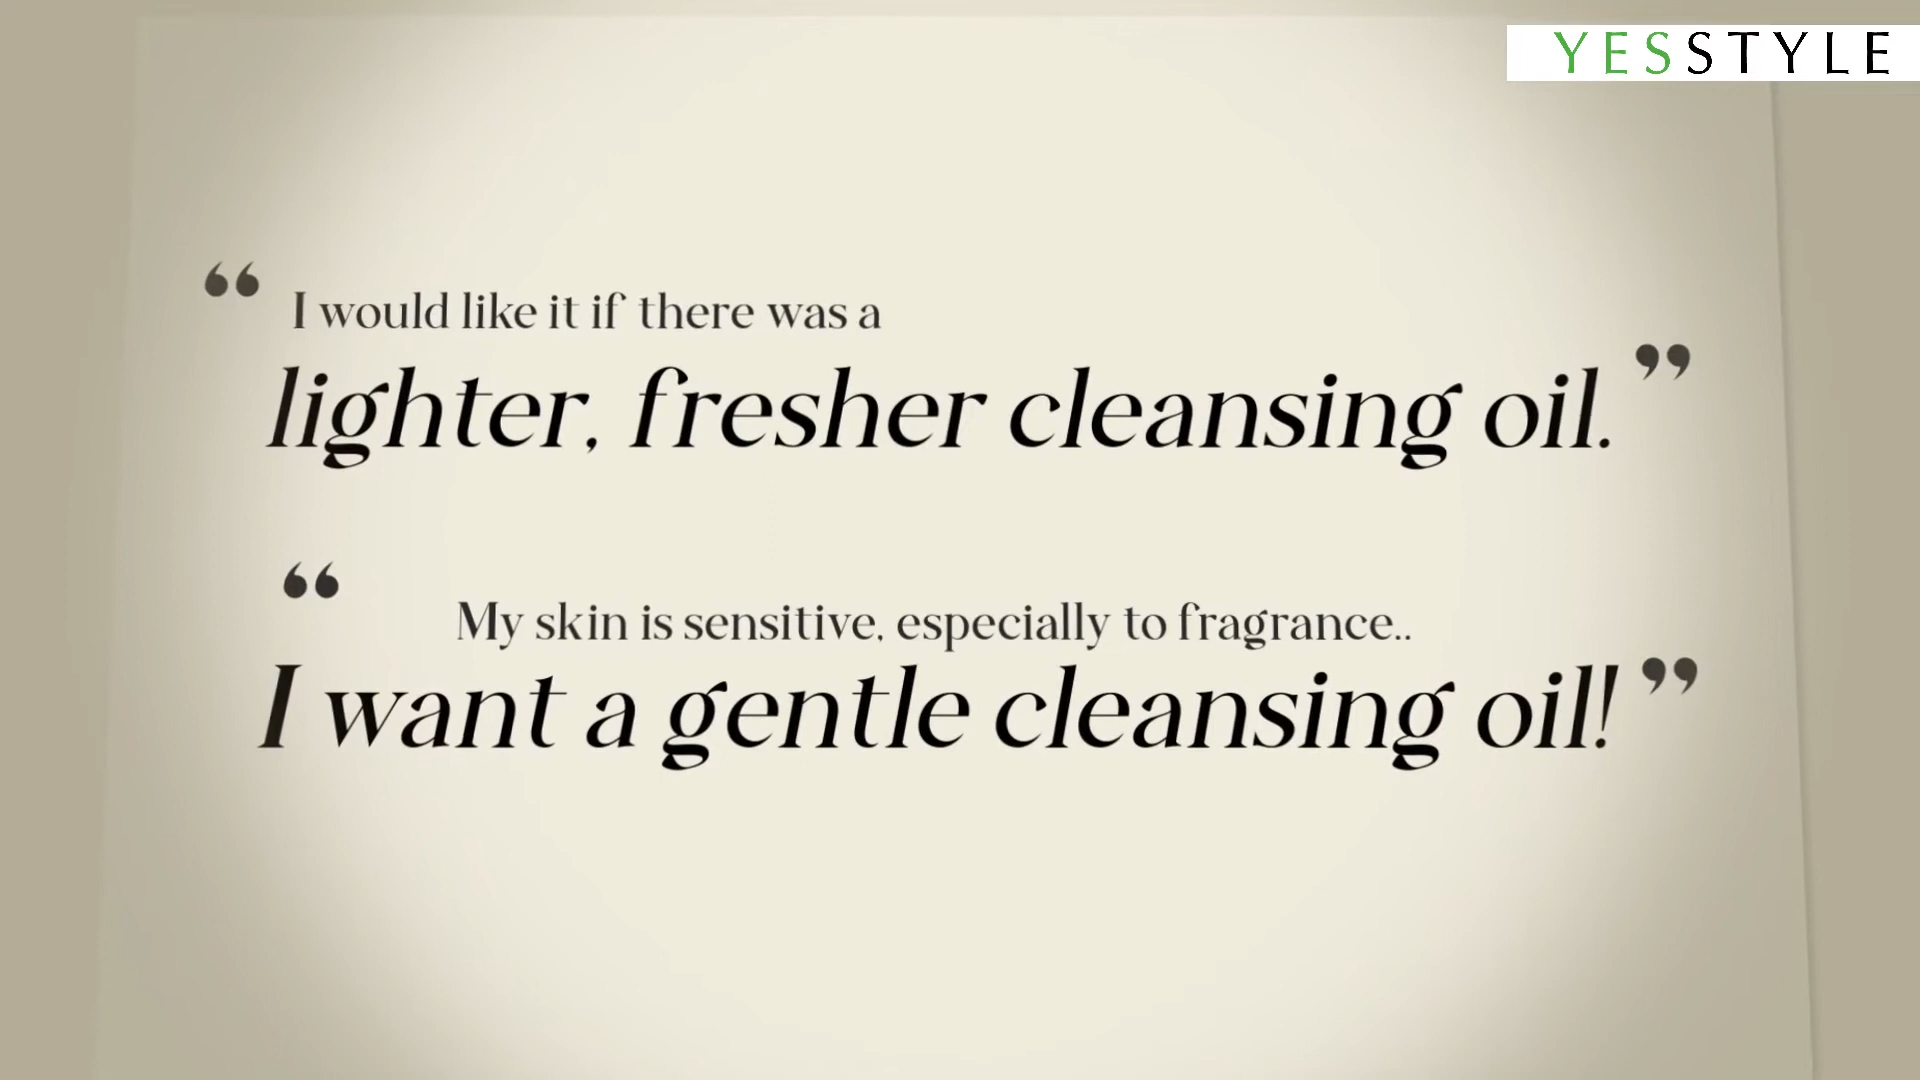 YESSTYLE
“ I would like it if there was a
lighter, fresher cleansing oil. ”
“ My skin is sensitive, especially to fragrance..
I want a gentle cleansing oil! ”